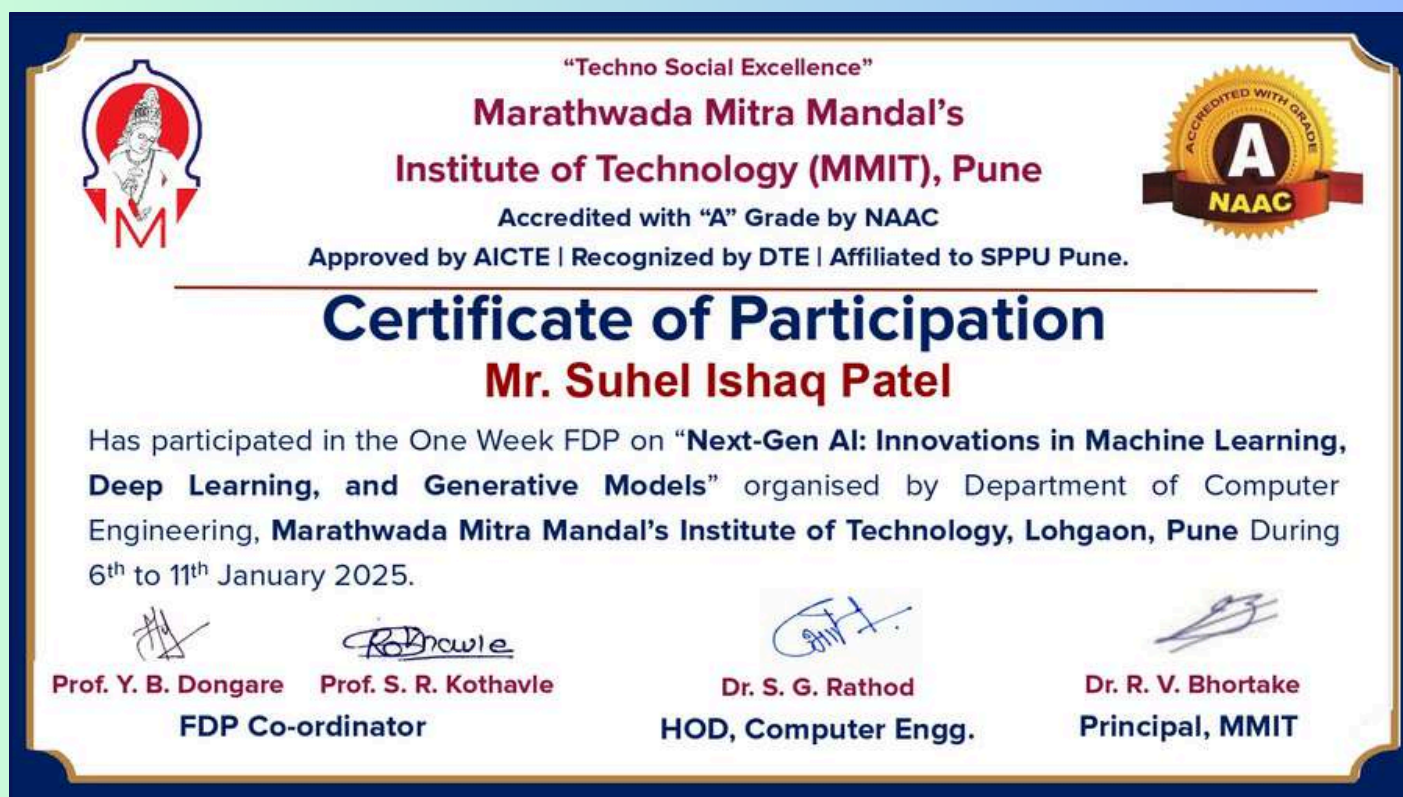 “Techno Social Excellence”
Marathwada Mitra Mandal’s
Institute of Technology (MMIT), Pune
Accredited with “A” Grade by NAAC
Approved by AICTE | Recognized by DTE | Affiliated to SPPU Pune.
M
ACCREDITED WITH GRADE
A
NAAC
Certificate of Participation
Mr. Suhel Ishaq Patel
Has participated in the One Week FDP on “Next-Gen AI: Innovations in Machine Learning,
Deep Learning, and Generative Models” organised by Department of Computer
Engineering, Marathwada Mitra Mandal’s Institute of Technology, Lohgaon, Pune During
6th to 11th January 2025.
Prof. Y. B. Dongare Prof. S. R. Kothavle
FDP Co-ordinator
Dr. S. G. Rathod
HOD, Computer Engg.
Dr. R. V. Bhortake
Principal, MMIT